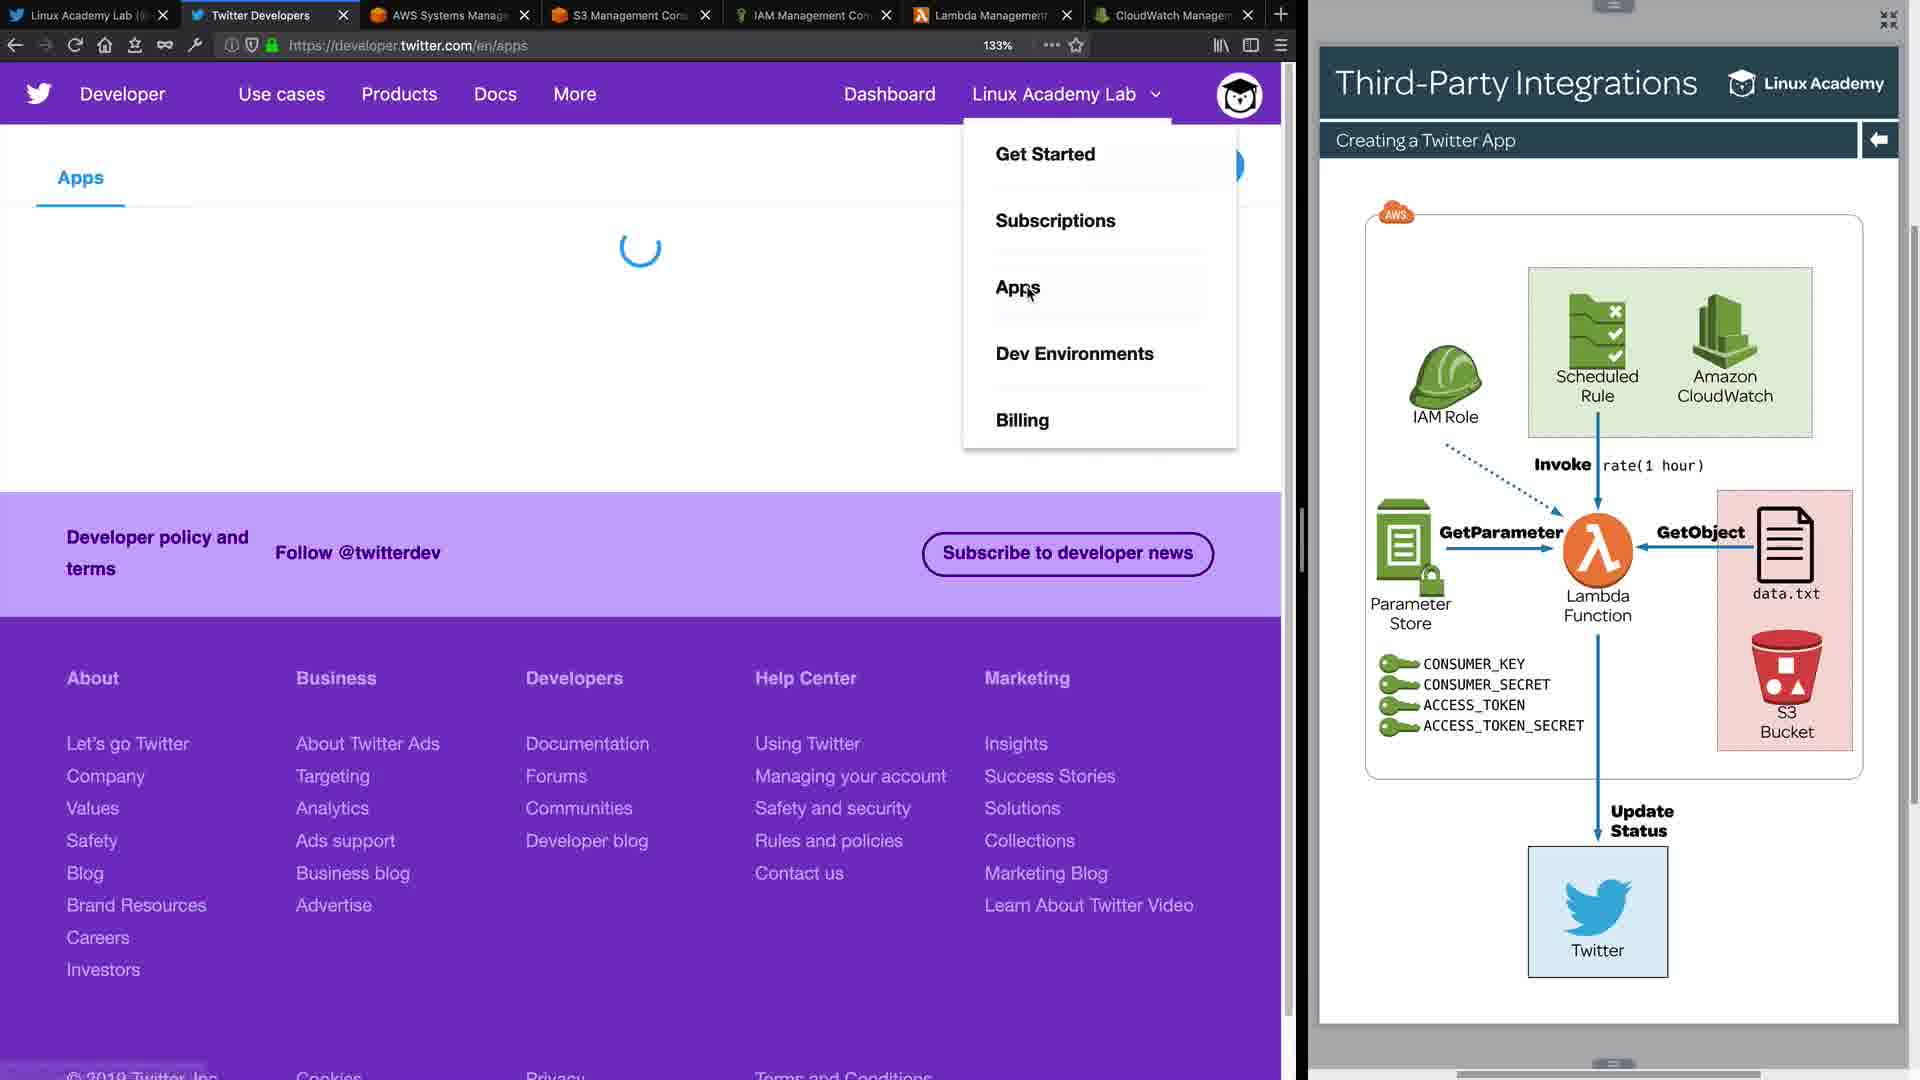 Linux Academy Lab (
Twitter Developers
AWS Systems Manage
S3 Management Con
IAM Management Con
Lambda Management
CloudWatch Manage
https://developer.twitter.com/en/apps
133%
Developer
Use cases
Products
Docs
More
Dashboard
Linux Academy Lab
Apps
Get Started
Subscriptions
Apps
Dev Environments
Billing
Developer policy and
terms
Follow @twitterdev
Subscribe to developer news
About
Let's go Twitter
Company
Values
Safety
Blog
Brand Resources
Careers
Investors
Business
About Twitter Ads
Targeting
Analytics
Ads support
Business blog
Advertise
Developers
Documentation
Forums
Communities
Developer blog
Help Center
Using Twitter
Managing your account
Safety and security
Rules and policies
Contact us
Marketing
Insights
Success Stories
Solutions
Collections
Marketing Blog
Learn About Twitter Video
© 2019 Twitter, Inc.
Cookies
Privacy
Terms and Conditions
Third-Party Integrations
Linux Academy
Creating a Twitter App
AWS
Scheduled
Rule
Amazon
CloudWatch
IAM Role
Invoke
rate(1 hour)
GetParameter
GetObject
data.txt
Parameter
Store
Lambda
Function
CONSUMER_KEY
CONSUMER_SECRET
ACCESS_TOKEN
ACCESS_TOKEN_SECRET
S3
Bucket
Update
Status
Twitter